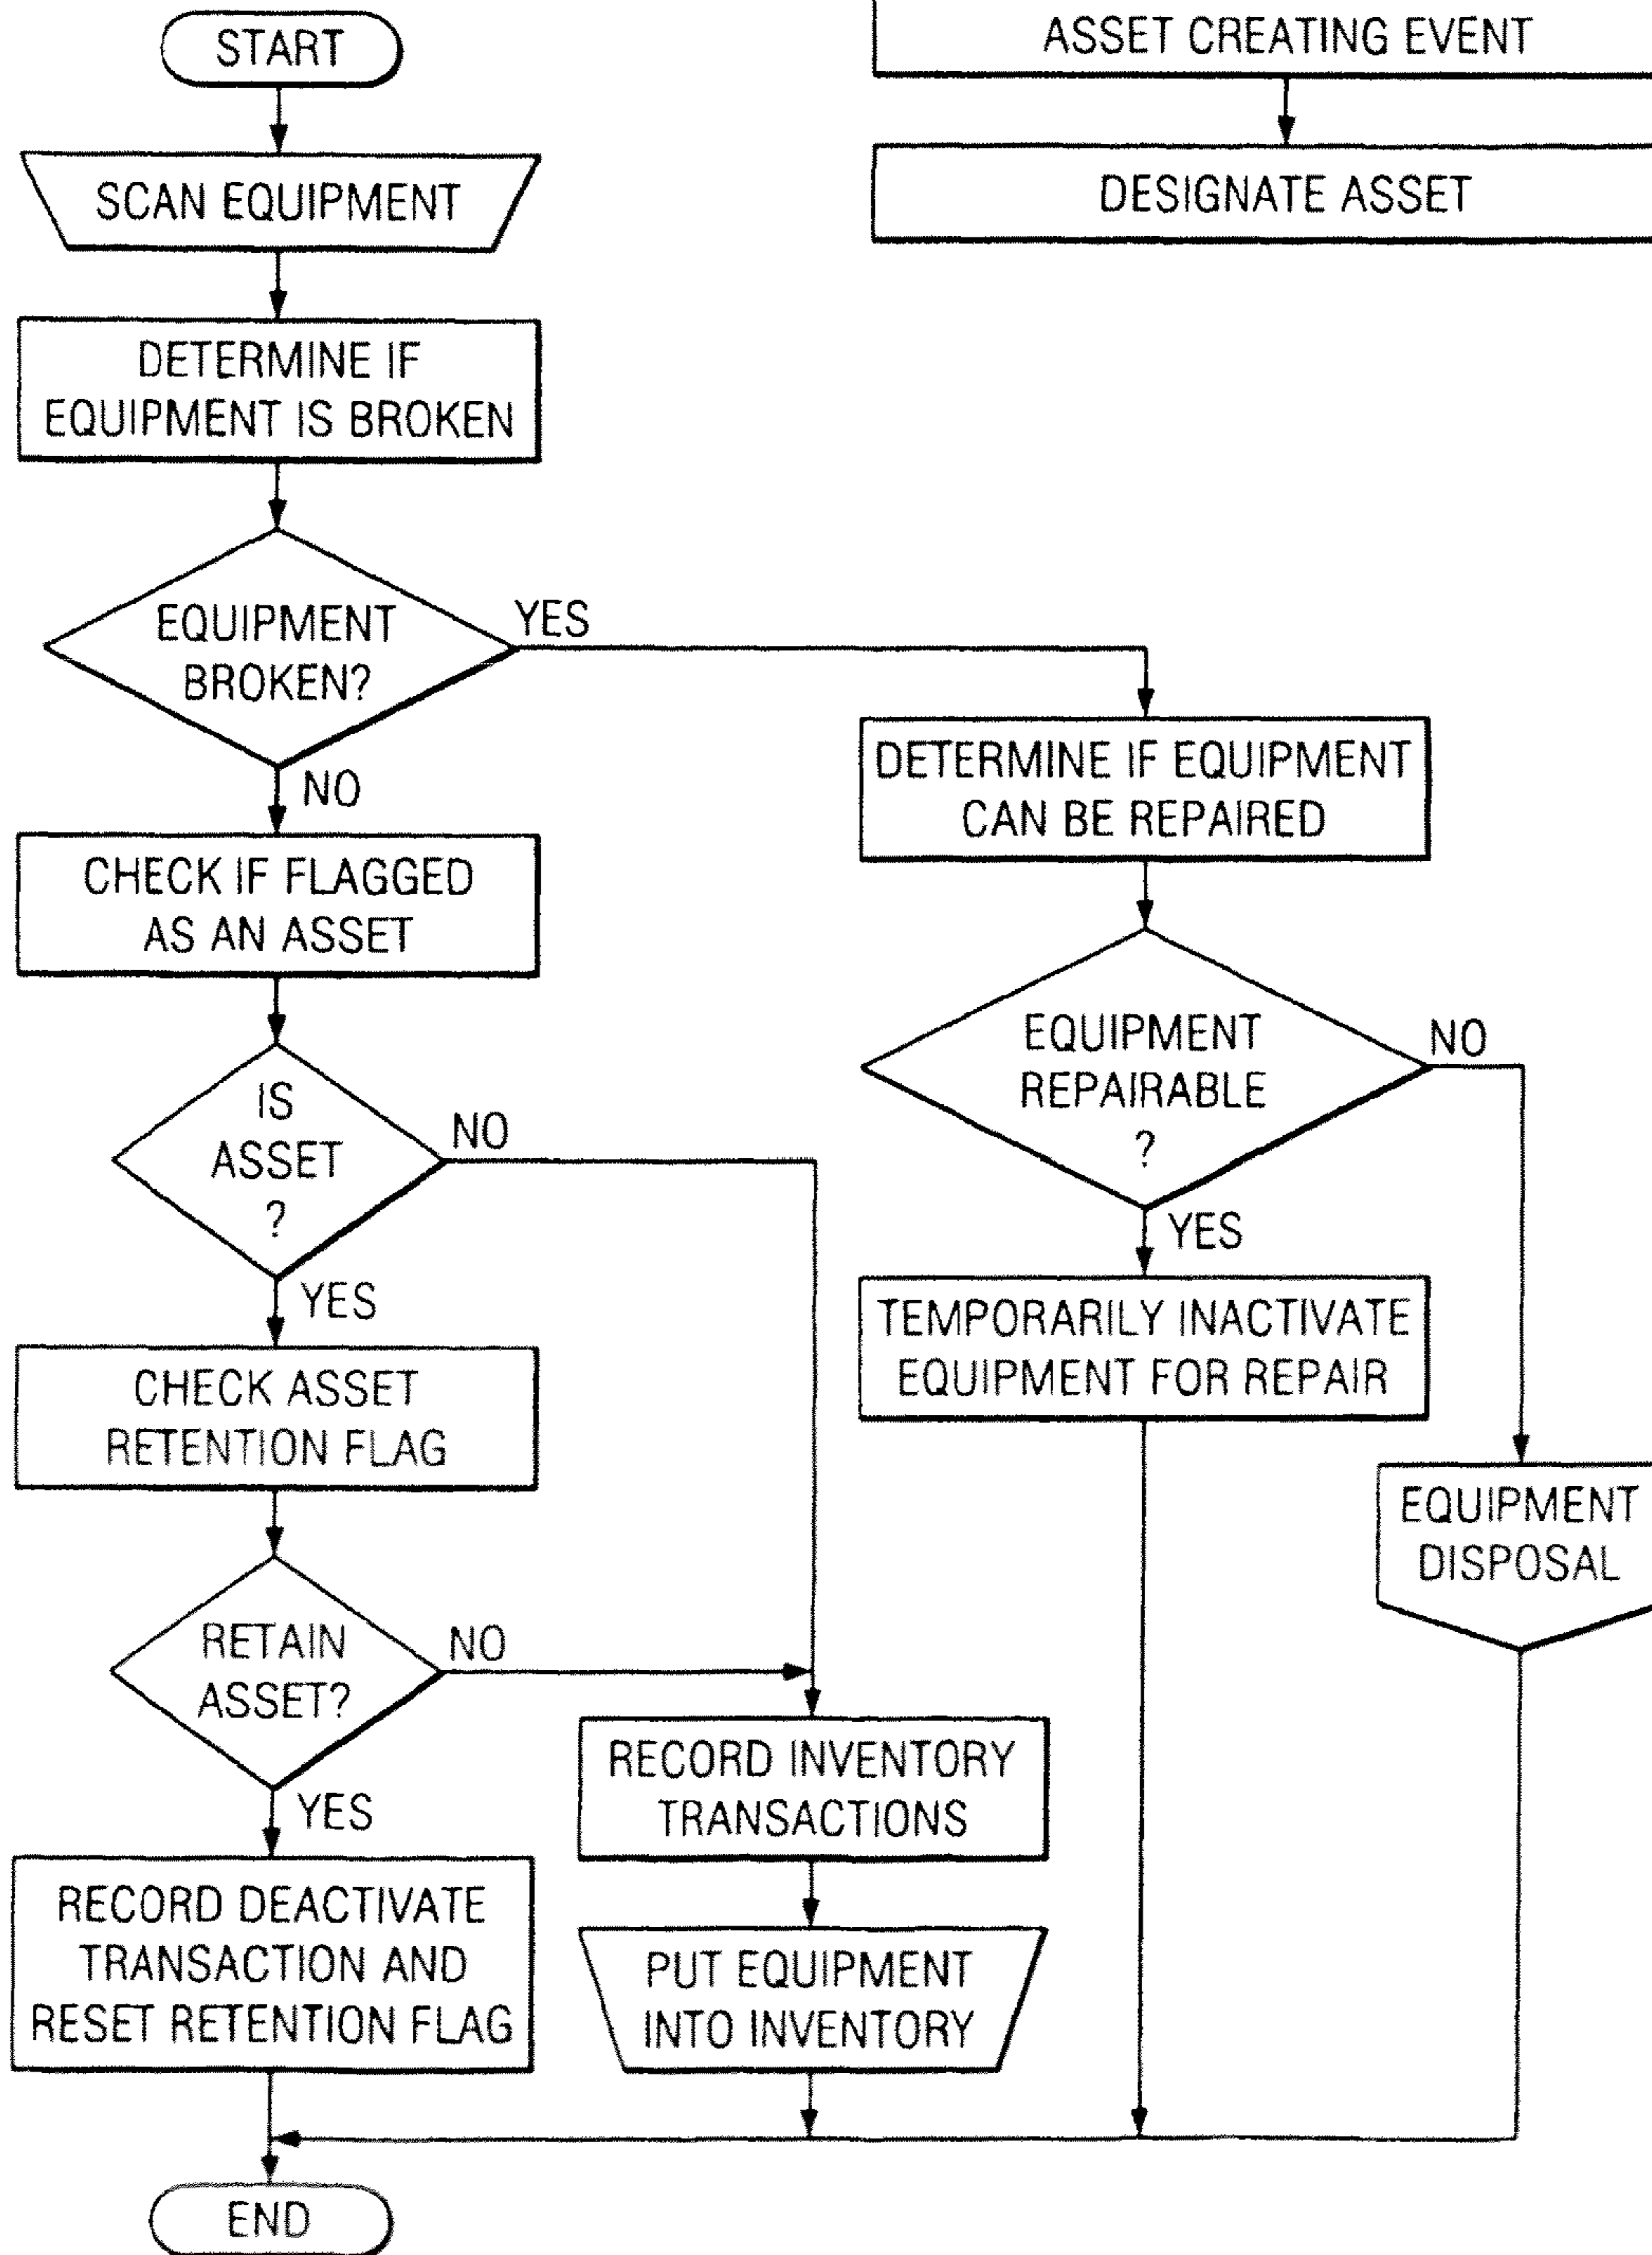 START
SCAN EQUIPMENT
DETERMINE IF
EQUIPMENT IS BROKEN
EQUIPMENT
BROKEN?
YES
NO
CHECK IF FLAGGED
AS AN ASSET
IS
ASSET
?
NO
YES
CHECK ASSET
RETENTION FLAG
RETAIN
ASSET?
NO
YES
RECORD DEACTIVATE
TRANSACTION AND
RESET RETENTION FLAG
RECORD INVENTORY
TRANSACTIONS
PUT EQUIPMENT
INTO INVENTORY
END
ASSET CREATING EVENT
DESIGNATE ASSET
DETERMINE IF EQUIPMENT
CAN BE REPAIRED
EQUIPMENT
REPAIRABLE
?
NO
YES
TEMPORARILY INACTIVATE
EQUIPMENT FOR REPAIR
EQUIPMENT
DISPOSAL